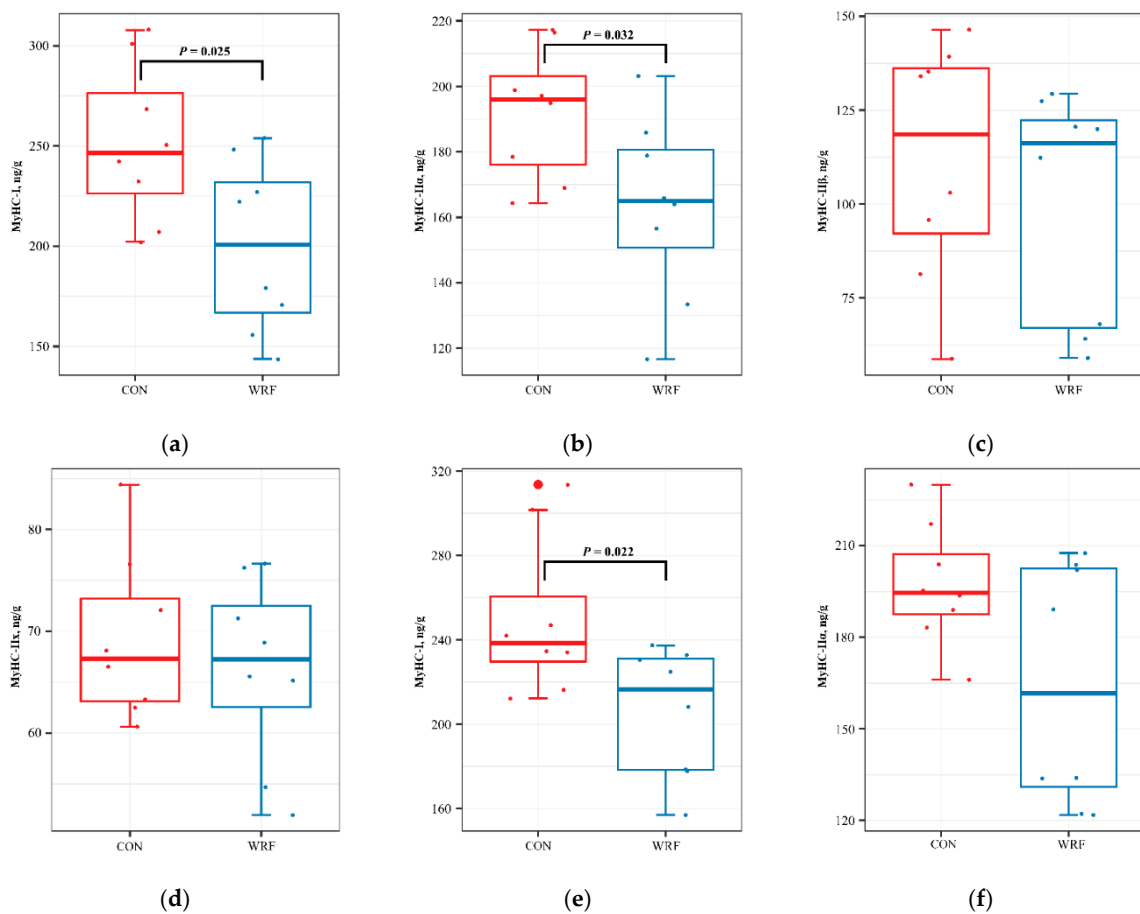 MyHC-I, ng/g
300
250
200
150
P = 0.025
CON
WRF
(a)
MyHC-IIα, ng/g
200
180
160
140
120
P = 0.032
CON
WRF
(b)
MyHC-IIβ, ng/g
150
125
100
75
CON
WRF
(c)
MyHC-IIx, ng/g
80
70
60
CON
WRF
(d)
MyHC-I, ng/g
320
280
240
200
160
P = 0.022
CON
WRF
(e)
MyHC-IIα, ng/g
210
180
150
120
CON
WRF
(f)